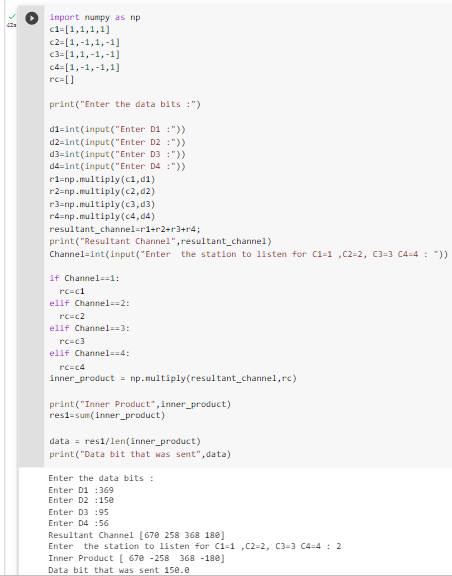 import numpy as np
c1=[1,1,1,1]
c2=[1,-1,1,-1]
c3=[1,1,-1,-1]
c4=[1,-1,-1,1]
rc=[]
print("Enter the data bits :")
d1=int(input("Enter D1 :"))
d2=int(input("Enter D2 :"))
d3=int(input("Enter D3 :"))
d4=int(input("Enter D4 :"))
r1=np.multiply(c1,d1)
r2=np.multiply(c2,d2)
r3=np.multiply(c3,d3)
r4=np.multiply(c4,d4)
resultant_channel=r1+r2+r3+r4;
print("Resultant Channel",resultant_channel)
Channel=int(input("Enter  the station to listen for C1=1 ,C2=2, C3=3 C4=4 : "))
if Channel==1:
  rc=c1
elif Channel==2:
  rc=c2
elif Channel==3:
  rc=c3
elif Channel==4:
  rc=c4
inner_product = np.multiply(resultant_channel,rc)
print("Inner Product",inner_product)
res1=sum(inner_product)
data = res1/len(inner_product)
print("Data bit that was sent",data)
Enter the data bits :
Enter D1 :369
Enter D2 :150
Enter D3 :95
Enter D4 :56
Resultant Channel [670 258 368 180]
Enter  the station to listen for C1=1 ,C2=2, C3=3 C4=4 : 2
Inner Product [ 670 -258  368 -180]
Data bit that was sent 150.0